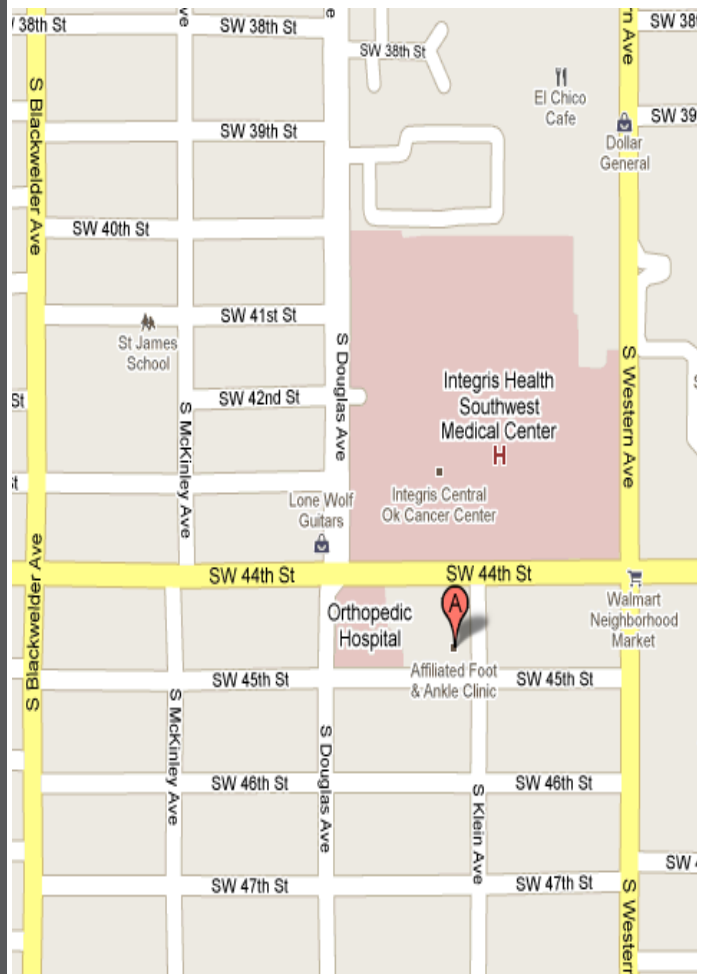 / 38th St
ve
SW 38th St
e
SW 38th St
rn Ave
SW 38t
El Chico
Cafe
S Blackwelder Ave
SW 39th St
SW 39
Dollar
General
SW 40th St
SW 41st St
St James
School
S Douglas Ave
S Western Ave
Integris Health
Southwest
Medical Center
H
St
SW 42nd St
S McKinley Ave
st
Integris Central
Ok Cancer Center
Lone Wolf
Guitars
S Blackwelder Ave
SW 44th St
SW 44th St
A
Orthopedic
Hospital
Walmart
Neighborhood
Market
SW 45th St
Affiliated Foot
& Ankle Clinic
SW 45th St
S McKinley Ave
S Douglas Ave
SW 46th St
SW 46th St
S Klein Ave
SW
SW 47th St
SW 47th St
S Western